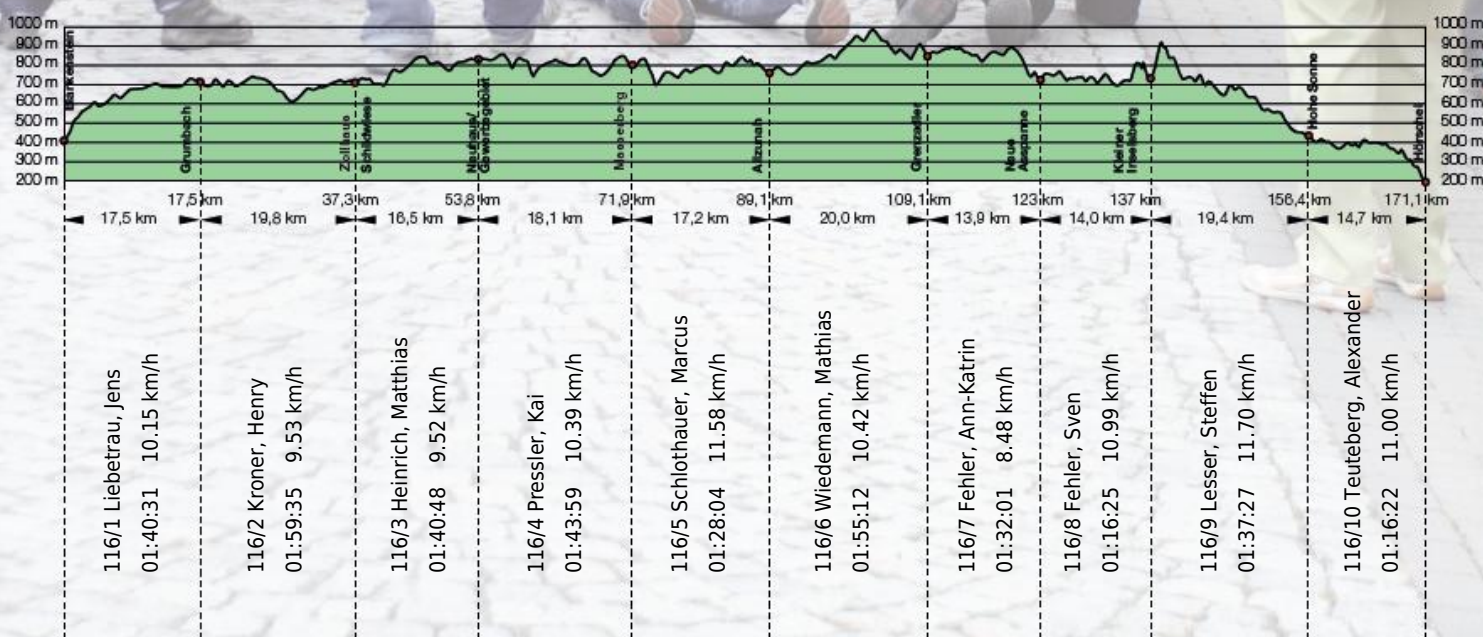 1000 m
900 m
800 m
700 m
600 m
500 m
400 m
300 m
200 m
1000 m
900 m
800 m
700 m
600 m
500 m
400 m
300 m
200 m
Blankenstein
Grumbach
Zollhaus
Schildwiese
Neuhaus/
Masserberg
Allzunah
Grenzadler
Neue
Ausspanne
Kleiner
Inselsberg
Hohe Sonne
Hörschel
17,5 km
37,3 km
53,8 km
71,9 km
89,1 km
109,1 km
123 km
137 km
156,4 km
171,1 km
17,5 km
19,8 km
16,5 km
18,1 km
17,2 km
20,0 km
13,9 km
14,0 km
19,4 km
14,7 km
116/1 Liebetrau, Jens
01:40:31 10.15 km/h
116/2 Kroner, Henry
01:59:35 9.53 km/h
116/3 Heinrich, Matthias
01:40:48 9.52 km/h
116/4 Pressler, Kai
01:43:59 10.39 km/h
116/5 Schlothauer, Marcus
01:28:04 11.58 km/h
116/6 Wiedemann, Mathias
01:55:12 10.42 km/h
116/7 Fehler, Ann-Katrin
01:32:01 8.48 km/h
116/8 Fehler, Sven
01:16:25 10.99 km/h
116/9 Lesser, Steffen
01:37:27 11.70 km/h
116/10 Teuteberg, Alexander
01:16:22 11.00 km/h